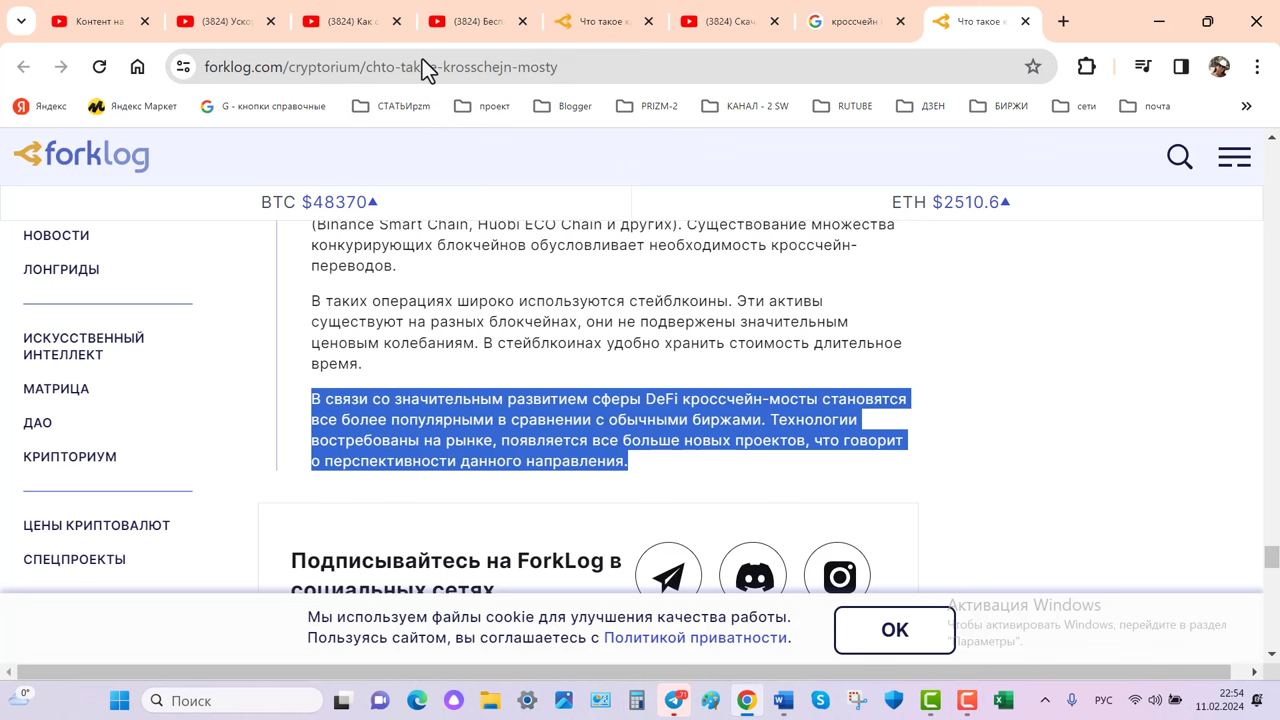 Контент на
(3824) Уско
(3824) Как с
(3824) Бесп
Что такое к
(3824) Скач
кроссчейн
Что такое к
forklog.com/cryptorium/chto-takoe-krosschejn-mosty
Яндекс
Яндекс Маркет
G - кнопки справочные
СТАТЬИpzm
проект
Blogger
PRIZM-2
КАНАЛ - 2 SW
RUTUBE
ДЗЕН
БИРЖИ
сети
почта
forklog
BTC $48370
ETH $2510.6
НОВОСТИ
ЛОНГРИДЫ
ИСКУССТВЕННЫЙ
ИНТЕЛЛЕКТ
МАТРИЦА
ДАО
КРИПТОРИУМ
ЦЕНЫ КРИПТОВАЛЮТ
СПЕЦПРОЕКТЫ
(Binance Smart Chain, Huobi ECO Chain и других). Существование множества
конкурирующих блокчейнов обусловливает необходимость кроссчейн-
переводов.
В таких операциях широко используются стейблкоины. Эти активы
существуют на разных блокчейнах, они не подвержены значительным
ценовым колебаниям. В стейблкоинах удобно хранить стоимость длительное
время.
В связи со значительным развитием сферы DeFi кроссчейн-мосты становятся
все более популярными в сравнении с обычными биржами. Технологии
востребованы на рынке, появляется все больше новых проектов, что говорит
о перспективности данного направления.
Подписывайтесь на ForkLog в
социальных сетях
Мы используем файлы cookie для улучшения качества работы.
Пользуясь сайтом, вы соглашаетесь с Политикой приватности.
OK
Активация Windows
Чтобы активировать Windows, перейдите в раздел
"Параметры".
0°
Поиск
71
РУС
22:54
11.02.2024